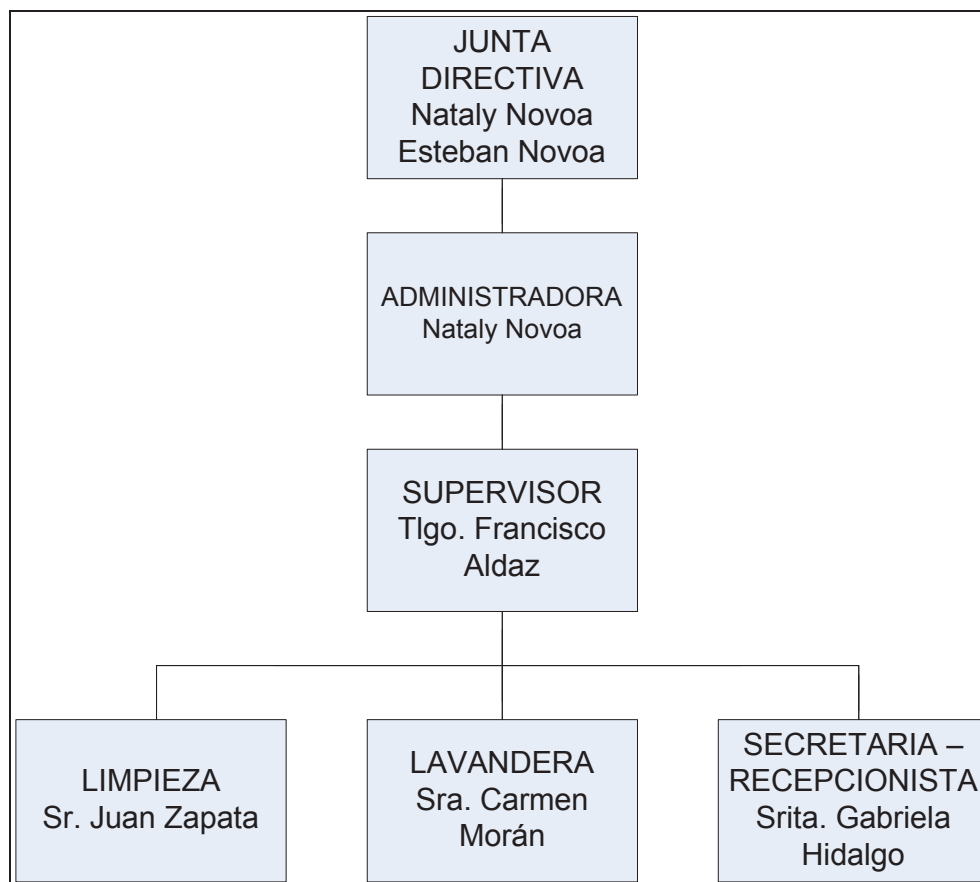 JUNTA
DIRECTIVA
Nataly Novoa
Esteban Novoa
ADMINISTRADORA
Nataly Novoa
SUPERVISOR
Tlgo. Francisco
Aldaz
LIMPIEZA
Sr. Juan Zapata
LAVANDERA
Sra. Carmen
Morán
SECRETARIA –
RECEPCIONISTA
Srita. Gabriela
Hidalgo